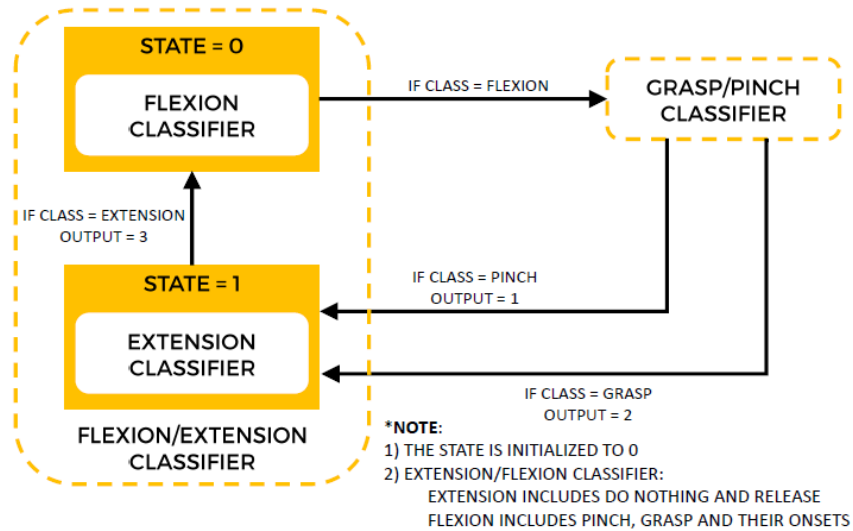 STATE = 0
FLEXION
CLASSIFIER
IF CLASS = FLEXION
GRASP/PINCH
CLASSIFIER
IF CLASS = EXTENSION
OUTPUT = 3
STATE = 1
EXTENSION
CLASSIFIER
FLEXION/EXTENSION
CLASSIFIER
IF CLASS = PINCH
OUTPUT = 1
IF CLASS = GRASP
OUTPUT = 2
*NOTE:
1) THE STATE IS INITIALIZED TO 0
2) EXTENSION/FLEXION CLASSIFIER:
EXTENSION INCLUDES DO NOTHING AND RELEASE
FLEXION INCLUDES PINCH, GRASP AND THEIR ONSETS